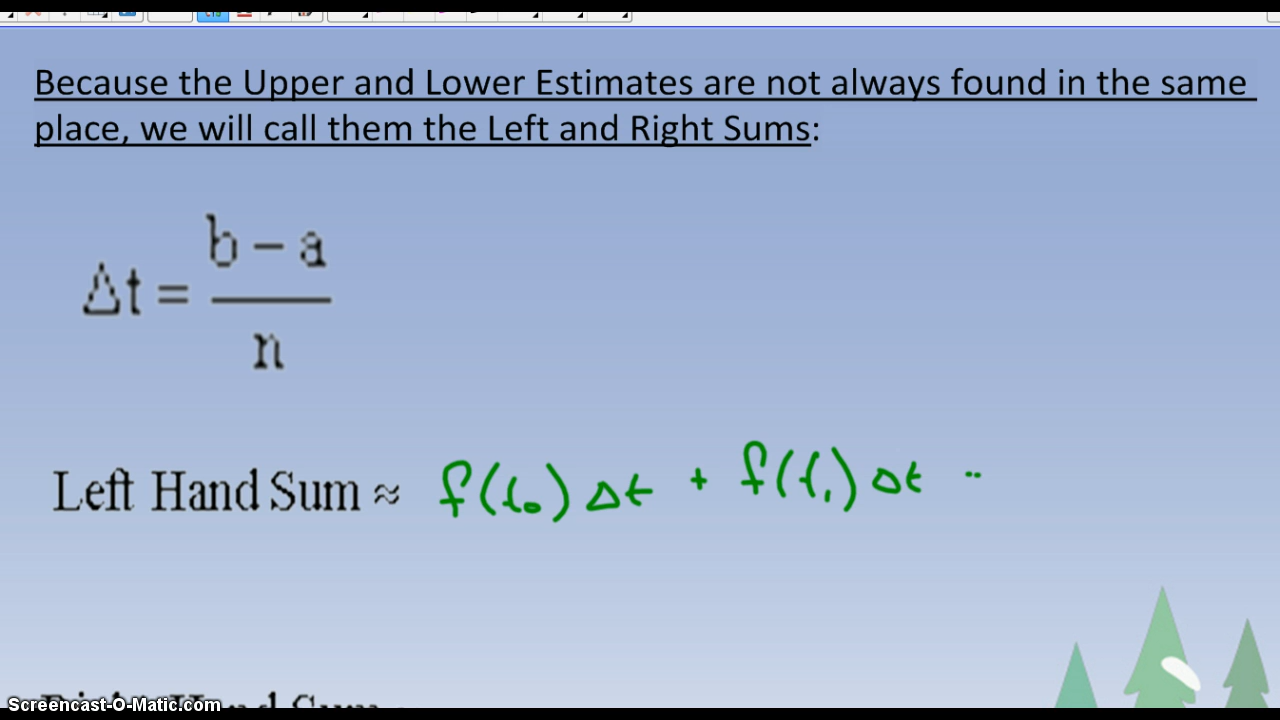 Because the Upper and Lower Estimates are not always found in the same
place, we will call them the Left and Right Sums:
Δt = b − a
n
Left Hand Sum ≈ f(t₀) Δt + f(t₁) Δt ..
Screencast-O-Matic.com